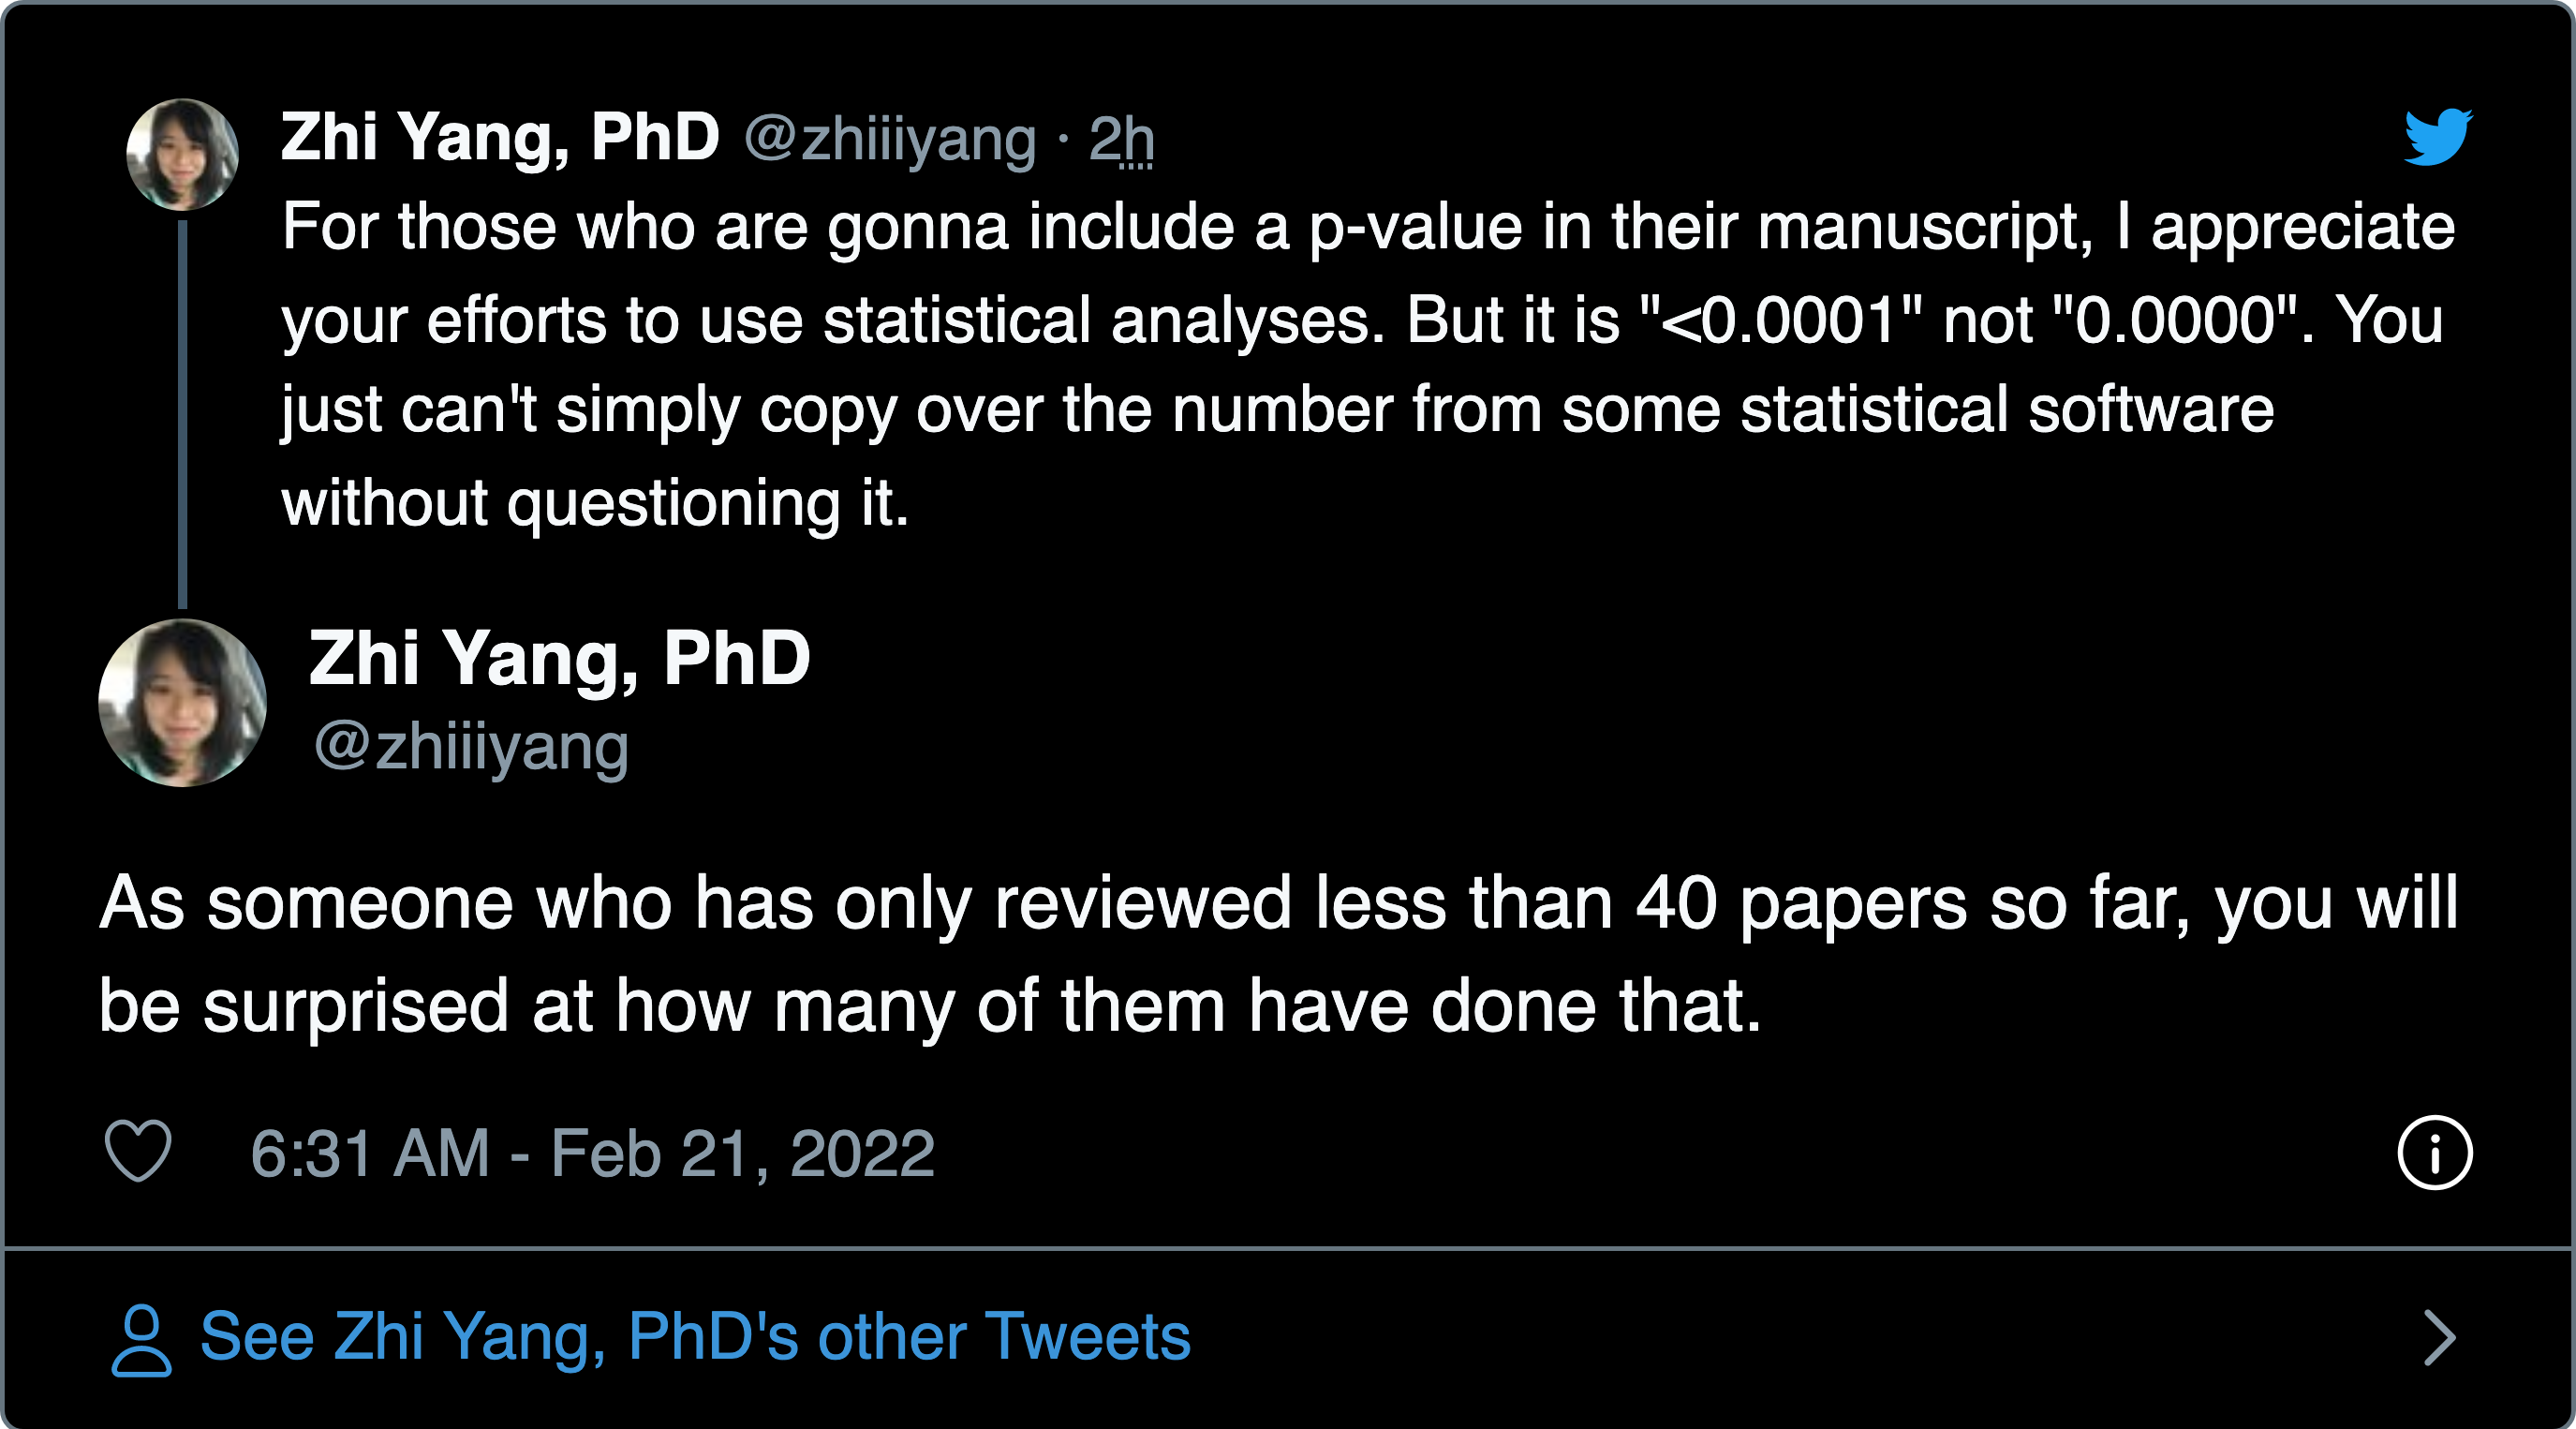 Zhi Yang, PhD @zhiiiyang · 2h
For those who are gonna include a p-value in their manuscript, I appreciate
your efforts to use statistical analyses. But it is "<0.0001" not "0.0000". You
just can't simply copy over the number from some statistical software
without questioning it.
Zhi Yang, PhD
@zhiiiyang
As someone who has only reviewed less than 40 papers so far, you will
be surprised at how many of them have done that.
6:31 AM - Feb 21, 2022
See Zhi Yang, PhD's other Tweets